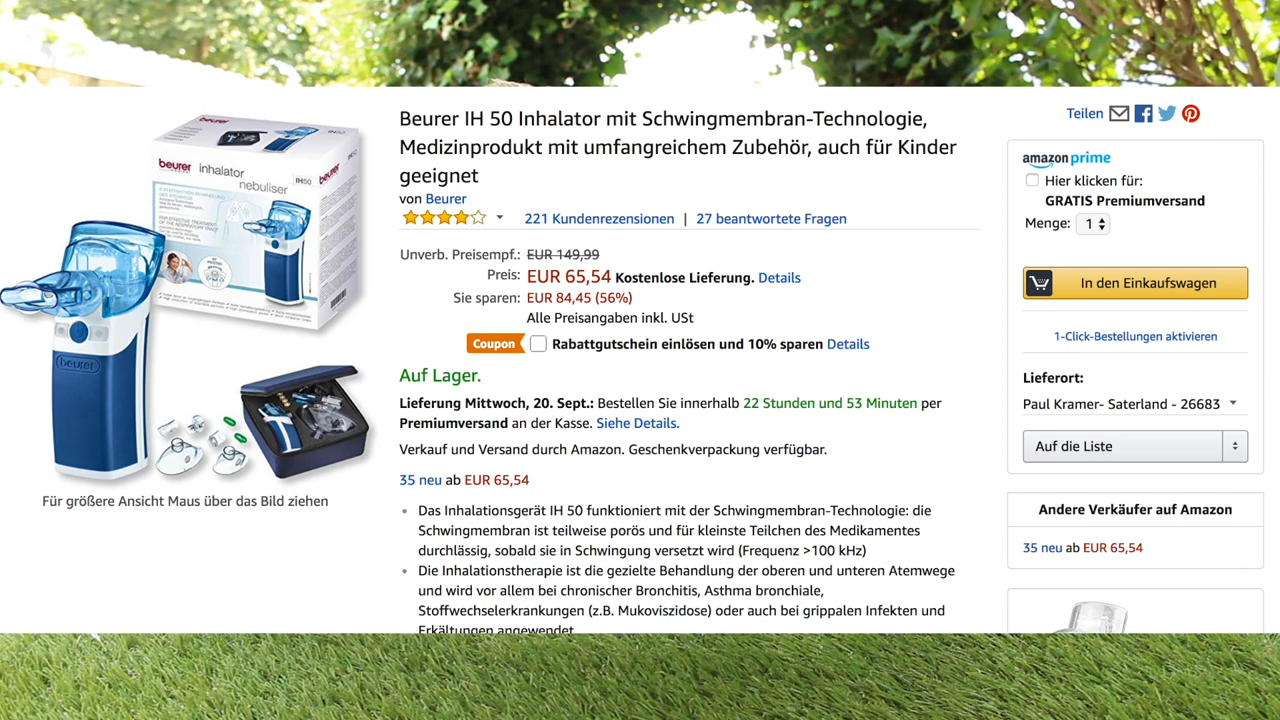 Beurer IH 50 Inhalator mit Schwingmembran-Technologie,
Medizinprodukt mit umfangreichem Zubehör, auch für Kinder
geeignet
von Beurer
221 Kundenrezensionen | 27 beantwortete Fragen
Unverb. Preisempf.: EUR 149,99
Preis: EUR 65,54 Kostenlose Lieferung. Details
Sie sparen: EUR 84,45 (56%)
Alle Preisangaben inkl. USt
Coupon Rabattgutschein einlösen und 10% sparen Details
Auf Lager.
Lieferung Mittwoch, 20. Sept.: Bestellen Sie innerhalb 22 Stunden und 53 Minuten per
Premiumversand an der Kasse. Siehe Details.
Verkauf und Versand durch Amazon. Geschenkverpackung verfügbar.
35 neu ab EUR 65,54
• Das Inhalationsgerät IH 50 funktioniert mit der Schwingmembran-Technologie: die
Schwingmembran ist teilweise porös und für kleinste Teilchen des Medikamentes
durchlässig, sobald sie in Schwingung versetzt wird (Frequenz >100 kHz)
• Die Inhalationstherapie ist die gezielte Behandlung der oberen und unteren Atemwege
und wird vor allem bei chronischer Bronchitis, Asthma bronchiale,
Stoffwechselerkrankungen (z.B. Mukoviszidose) oder auch bei grippalen Infekten und
Erkältungen angewendet
beurer
beurer
inhalator
nebuliser
IH50
beurer
beurer
Für größere Ansicht Maus über das Bild ziehen
Teilen
amazon prime
Hier klicken für:
GRATIS Premiumversand
Menge: 1
In den Einkaufswagen
1-Click-Bestellungen aktivieren
Lieferort:
Paul Kramer- Saterland - 26683
Auf die Liste
Andere Verkäufer auf Amazon
35 neu ab EUR 65,54